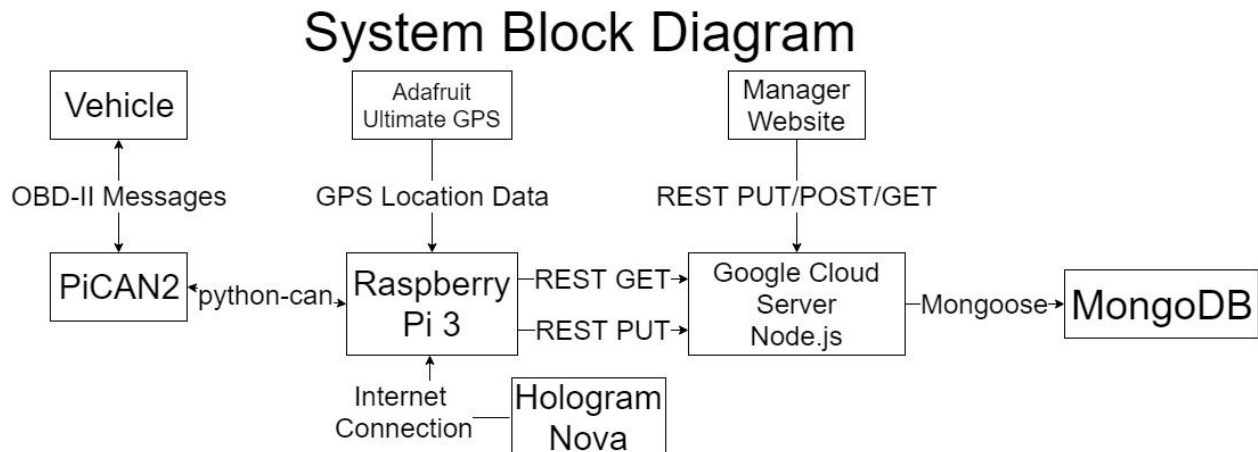 System Block Diagram
Vehicle
Adafruit
Ultimate GPS
Manager
Website
OBD-II Messages
GPS Location Data
REST PUT/POST/GET
PiCAN2
python-can
Raspberry
Pi 3
REST GET
REST PUT
Google Cloud
Server
Node.js
Mongoose
MongoDB
Internet
Connection
Hologram
Nova